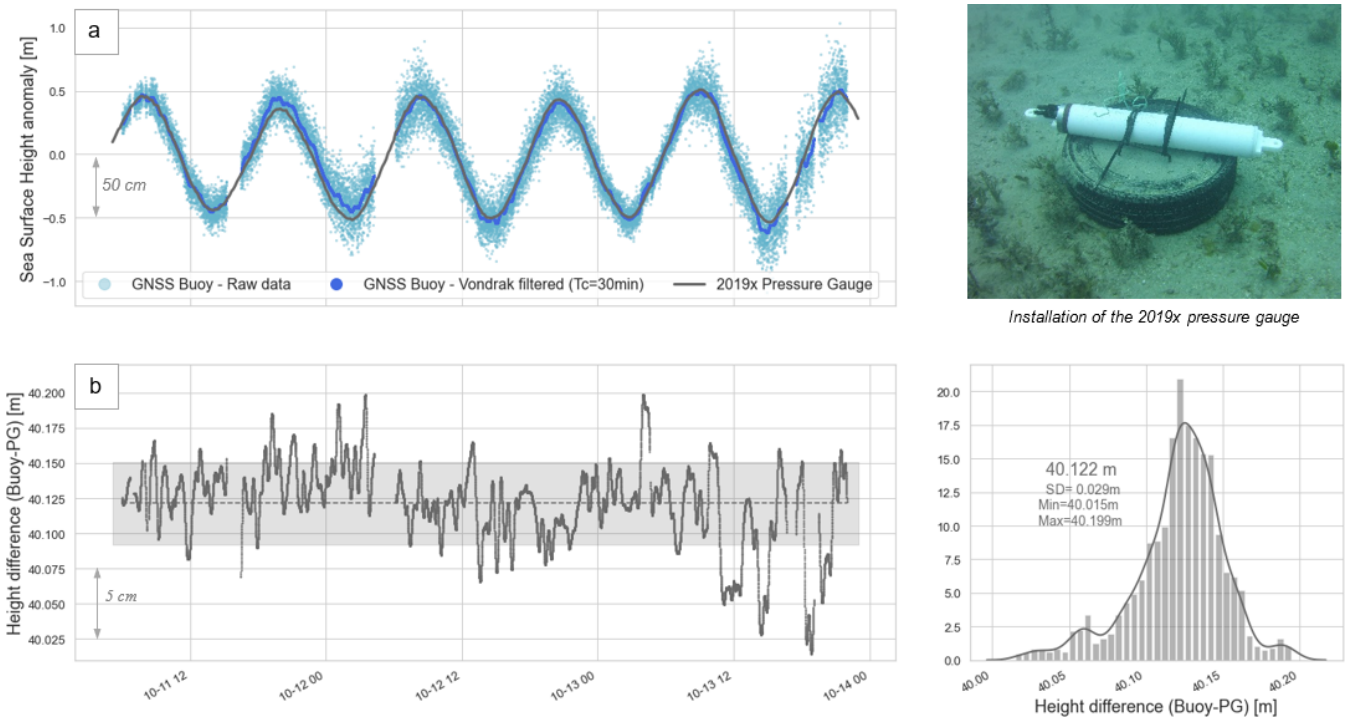 a
Sea Surface Height anomaly [m]
1.0
0.5
0.0
−0.5
−1.0
50 cm
GNSS Buoy - Raw data
GNSS Buoy - Vondrak filtered (Tc=30min)
2019x Pressure Gauge
Installation of the 2019x pressure gauge
b
Height difference (Buoy-PG) [m]
40.200
40.175
40.150
40.125
40.100
40.075
40.050
40.025
5 cm
10-11 12
10-12 00
10-12 12
10-13 00
10-13 12
10-14 00
20.0
17.5
15.0
12.5
10.0
7.5
5.0
2.5
0.0
40.122 m
SD= 0.029m
Min=40.015m
Max=40.199m
40.00
40.05
40.10
40.15
40.20
Height difference (Buoy-PG) [m]